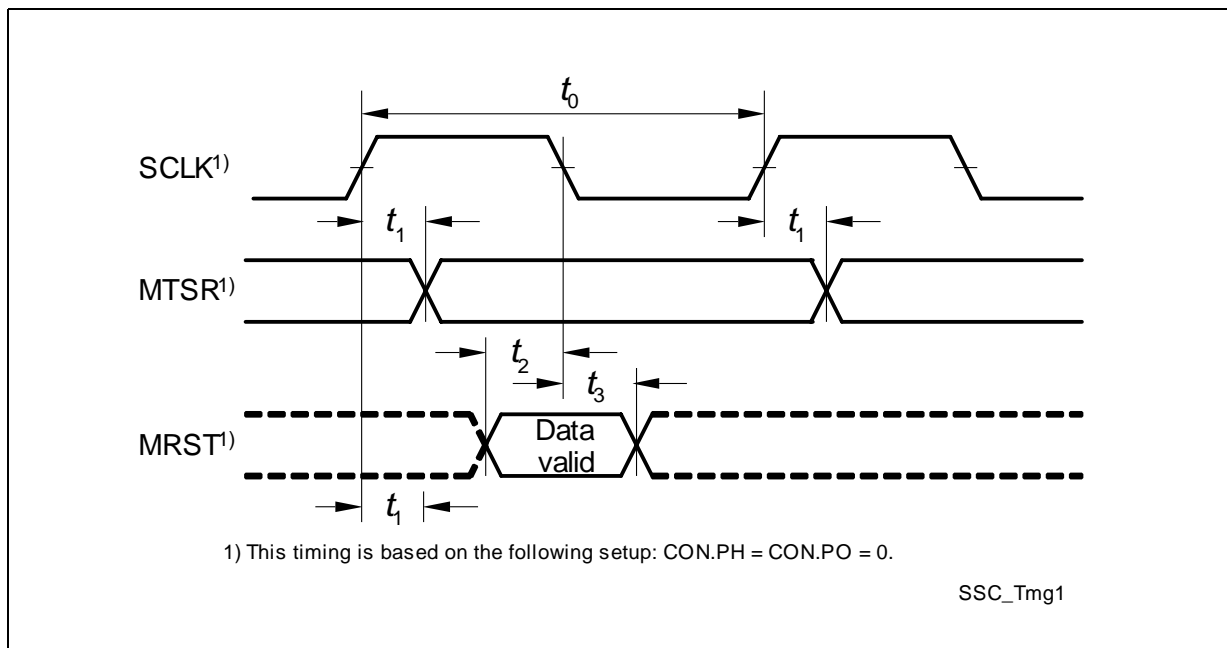 t0
SCLK1)
t1 t1
MTSR1)
t2
t3
MRST1) Data
valid
t1
1) This timing is based on the following setup: CON.PH = CON.PO = 0.
SSC_Tmg1